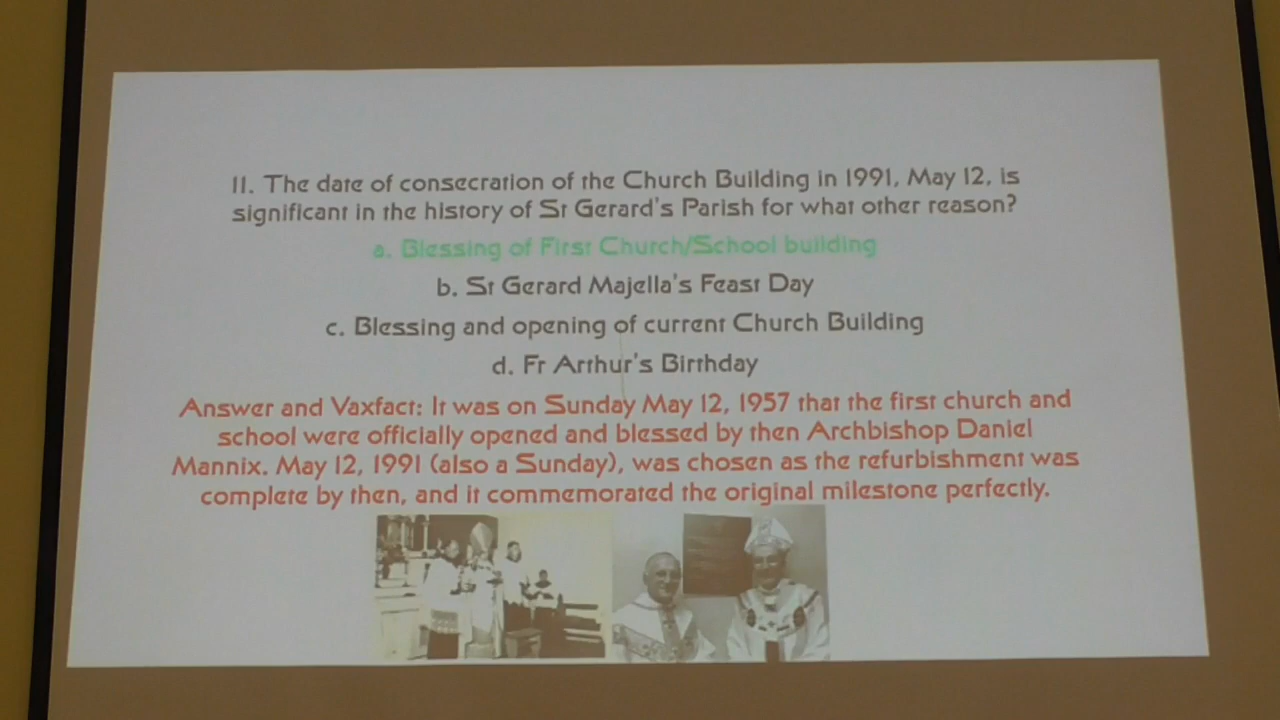 11. The date of consecration of the Church Building in 1991, May 12, is
significant in the history of St Gerard's Parish for what other reason?
a. Blessing of First Church/School building
b. St Gerard Majella's Feast Day
c. Blessing and opening of current Church Building
d. Fr Arthur's Birthday
Answer and Vaxfact: It was on Sunday May 12, 1957 that the first church and
school were officially opened and blessed by then Archbishop Daniel
Mannix. May 12, 1991 (also a Sunday), was chosen as the refurbishment was
complete by then, and it commemorated the original milestone perfectly.